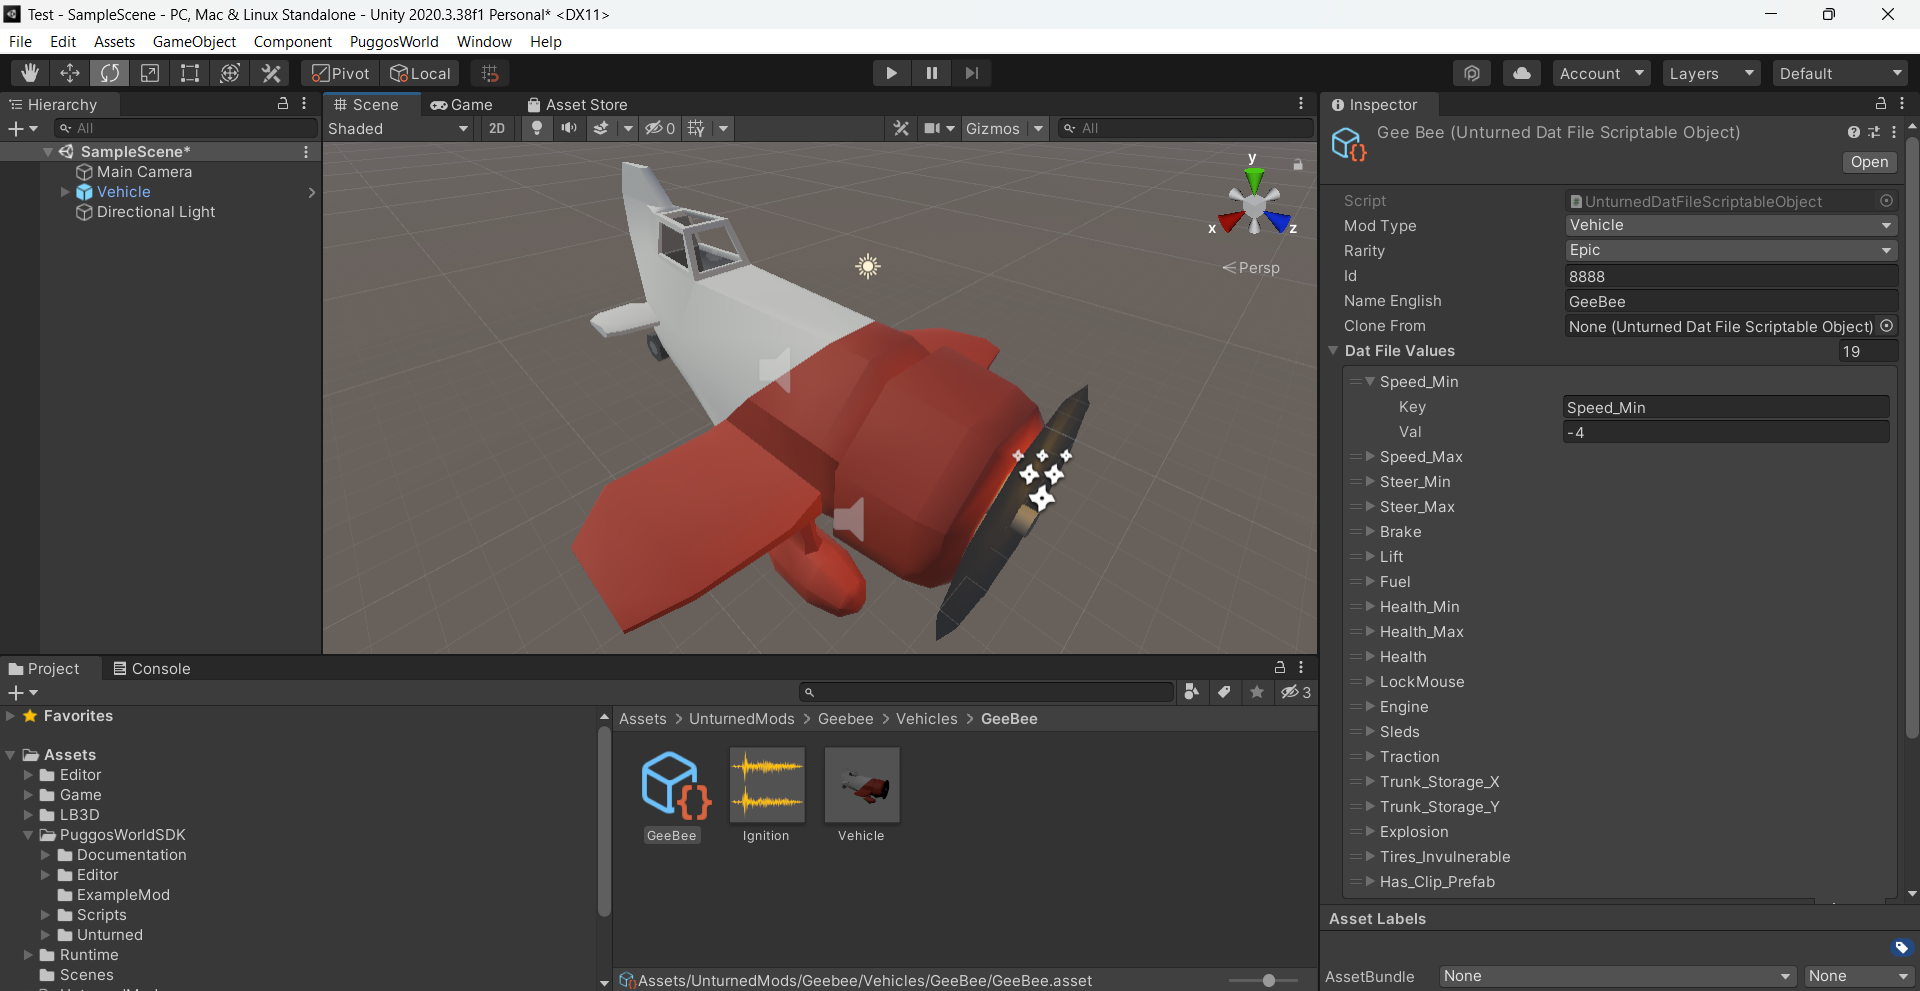 Test - SampleScene - PC, Mac & Linux Standalone - Unity 2020.3.38f1 Personal* <DX11>
File Edit Assets GameObject Component PuggosWorld Window Help
Pivot Local Account Layers Default
Hierarchy
All
SampleScene*
Main Camera
Vehicle
Directional Light
Scene Game Asset Store
Shaded 2D 0 Gizmos All
y
x z
Persp
Inspector
Gee Bee (Unturned Dat File Scriptable Object)
Open
Script UnturnedDatFileScriptableObject
Mod Type Vehicle
Rarity Epic
Id 8888
Name English GeeBee
Clone From None (Unturned Dat File Scriptable Object)
Dat File Values 19
Speed_Min
Key Speed_Min
Val -4
Speed_Max
Steer_Min
Steer_Max
Brake
Lift
Fuel
Health_Min
Health_Max
Health
LockMouse
Engine
Sleds
Traction
Trunk_Storage_X
Trunk_Storage_Y
Explosion
Tires_Invulnerable
Has_Clip_Prefab
Asset Labels
AssetBundle None None
Project Console
3
Favorites
Assets
Editor
Game
LB3D
PuggosWorldSDK
Documentation
Editor
ExampleMod
Scripts
Unturned
Runtime
Scenes
Assets > UnturnedMods > Geebee > Vehicles > GeeBee
GeeBee Ignition Vehicle
Assets/UnturnedMods/Geebee/Vehicles/GeeBee/GeeBee.asset